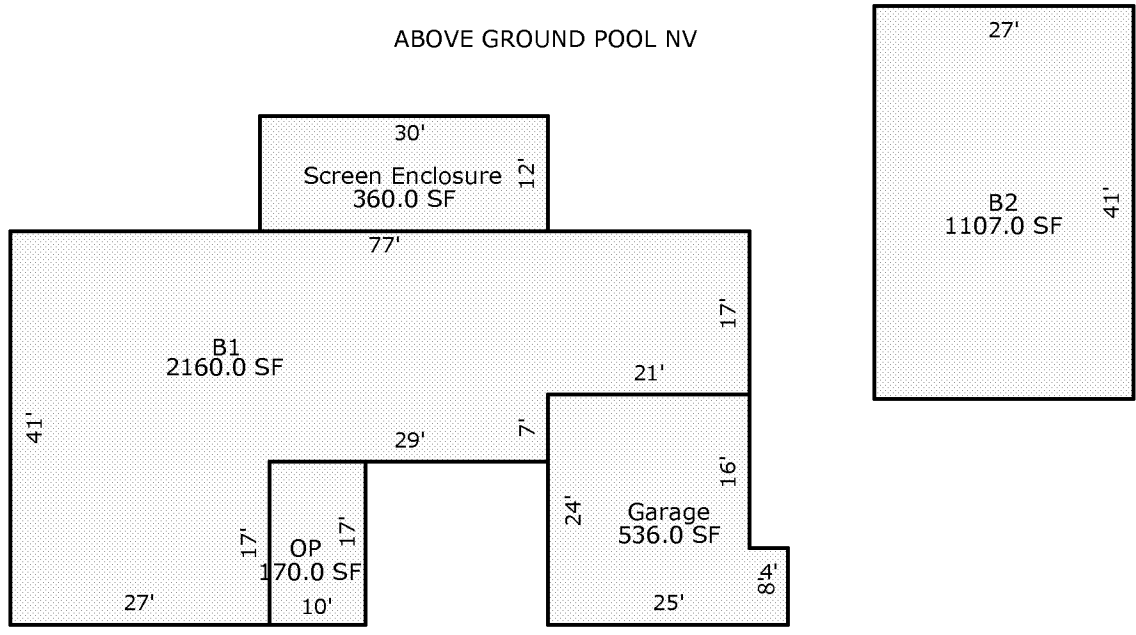 ABOVE GROUND POOL NV
27'
30'
Screen Enclosure
360.0 SF
12'
B2
1107.0 SF
41'
77'
17'
B1
2160.0 SF
21'
41'
29'
7'
16'
24'
Garage
536.0 SF
17'
17'
OP
170.0 SF
4'
8'
27'
10'
25'